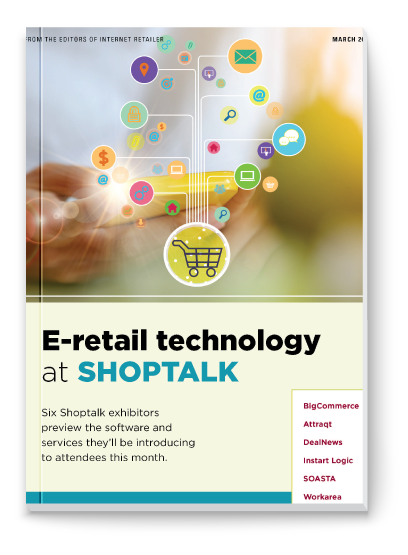 FROM THE EDITORS OF INTERNET RETAILER
MARCH 20
E-retail technology
at SHOPTALK
Six Shoptalk exhibitors
preview the software and
services they'll be introducing
to attendees this month.
BigCommerce
Attraqt
DealNews
Instart Logic
SOASTA
Workarea